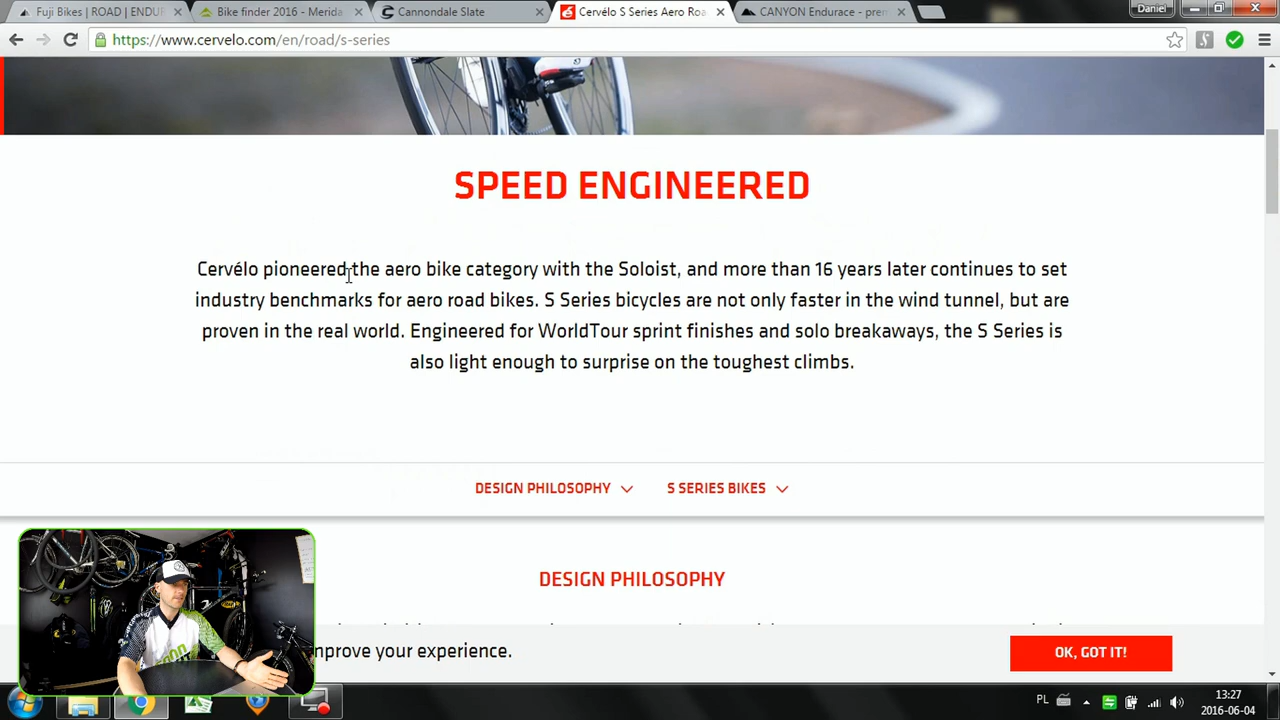 Fuji Bikes | ROAD | ENDU
Bike finder 2016 - Merida
Cannondale Slate
Cervélo S Series Aero Roa
CANYON Endurace - pren
Daniel
https://www.cervelo.com/en/road/s-series
SPEED ENGINEERED
Cervélo pioneered the aero bike category with the Soloist, and more than 16 years later continues to set
industry benchmarks for aero road bikes. S Series bicycles are not only faster in the wind tunnel, but are
proven in the real world. Engineered for WorldTour sprint finishes and solo breakaways, the S Series is
also light enough to surprise on the toughest climbs.
DESIGN PHILOSOPHY
S SERIES BIKES
DESIGN PHILOSOPHY
mprove your experience.
OK, GOT IT!
PL
13:27
2016-06-04